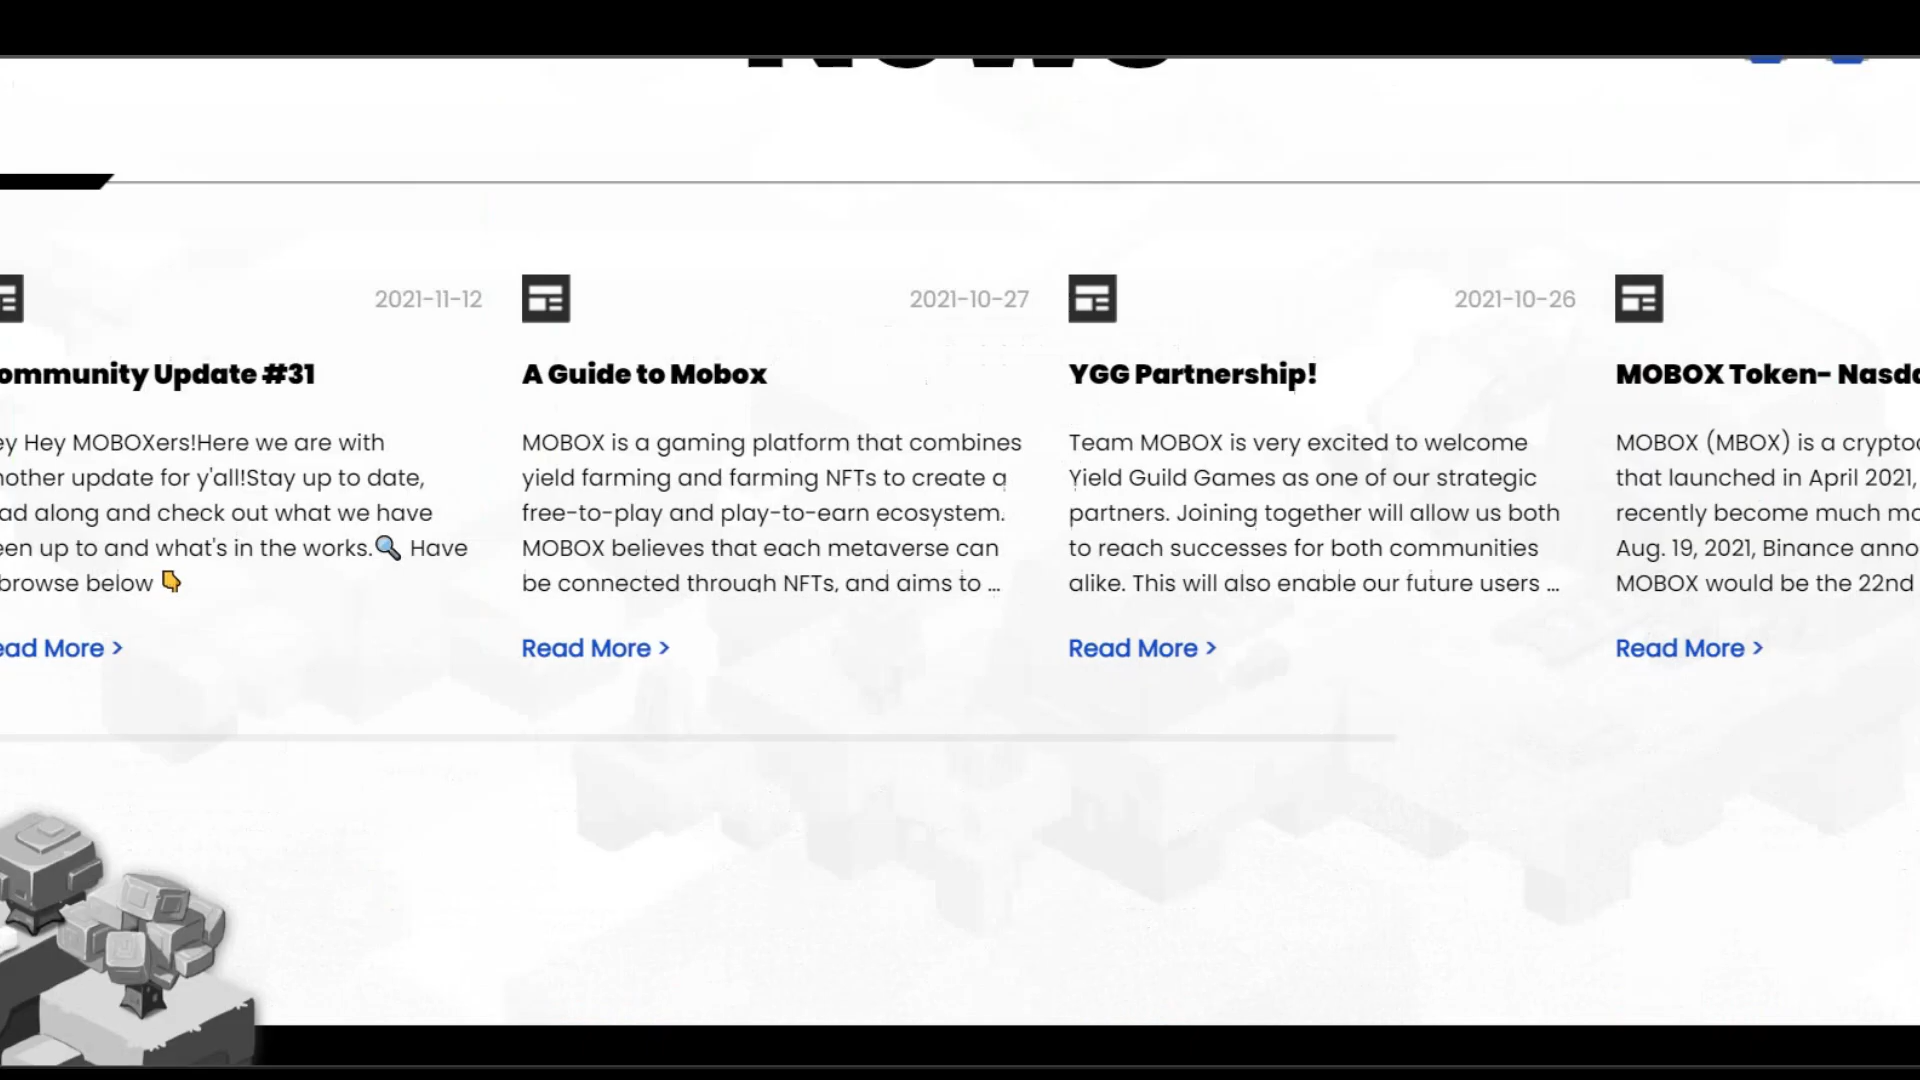 News
2021-11-12
ommunity Update #31
ey Hey MOBOXers!Here we are with
nother update for y'all!Stay up to date,
ad along and check out what we have
een up to and what's in the works.🔍 Have
browse below 👇
ead More >
2021-10-27
A Guide to Mobox
MOBOX is a gaming platform that combines
yield farming and farming NFTs to create a
free-to-play and play-to-earn ecosystem.
MOBOX believes that each metaverse can
be connected through NFTs, and aims to ...
Read More >
2021-10-26
YGG Partnership!
Team MOBOX is very excited to welcome
Yield Guild Games as one of our strategic
partners. Joining together will allow us both
to reach successes for both communities
alike. This will also enable our future users ...
Read More >
MOBOX Token- Nasda
MOBOX (MBOX) is a cryptoc
that launched in April 2021,
recently become much mo
Aug. 19, 2021, Binance anno
MOBOX would be the 22nd
Read More >